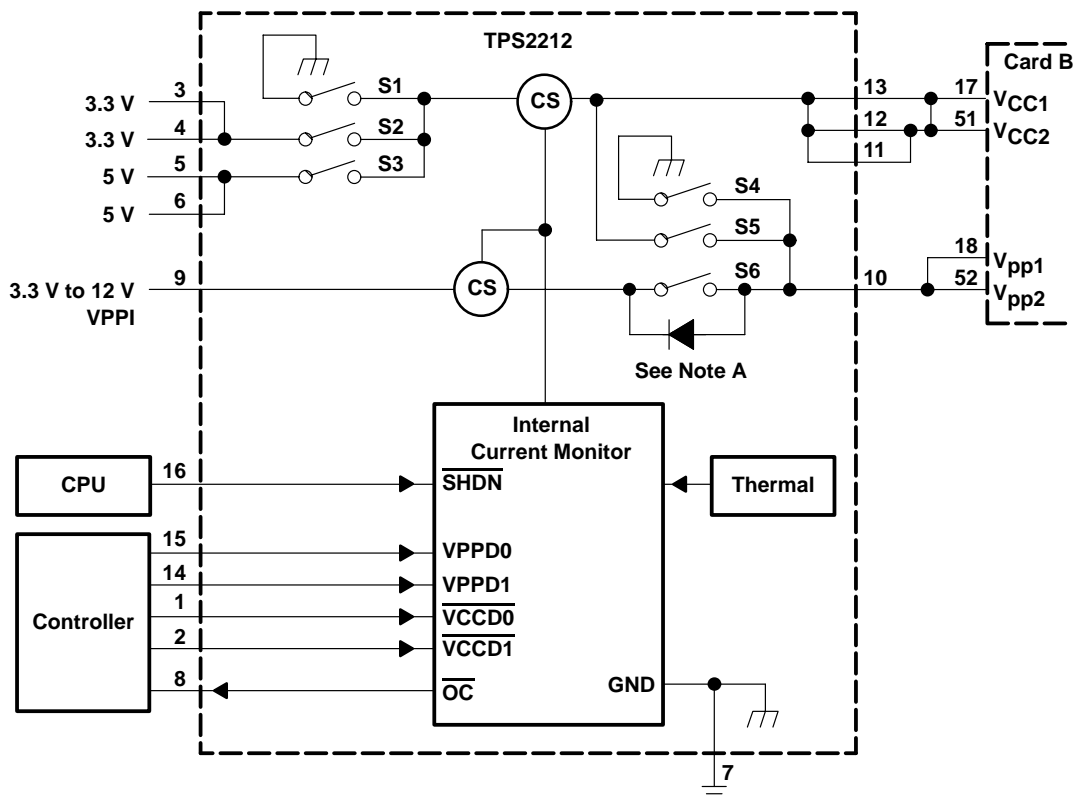 TPS2212
Card B
S1
CS
3
3.3 V
13
17
VCC1
4
3.3 V
S2
12
51
VCC2
5
5 V
S3
11
6
5 V
S4
S5
18
Vpp1
9
3.3 V to 12 V
VPPI
CS
S6
10
52
Vpp2
See Note A
Internal
Current Monitor
CPU
16
SHDN
Thermal
Controller
15
VPPD0
14
VPPD1
1
VCCD0
2
VCCD1
8
OC
GND
7